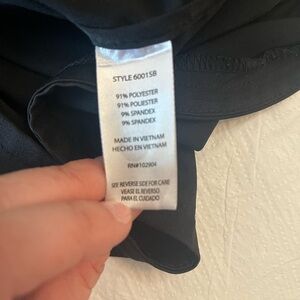 STYLE 60015B
91% POLYESTER
91% POLYESTER
9% SPANDEX
9% SPANDEX
MADE IN VIETNAM
HECHO EN VIETNAM
RN#102904
SEE REVERSE SIDE FOR CARE
VEASE EL REVERSO
PARA EL CUIDADO